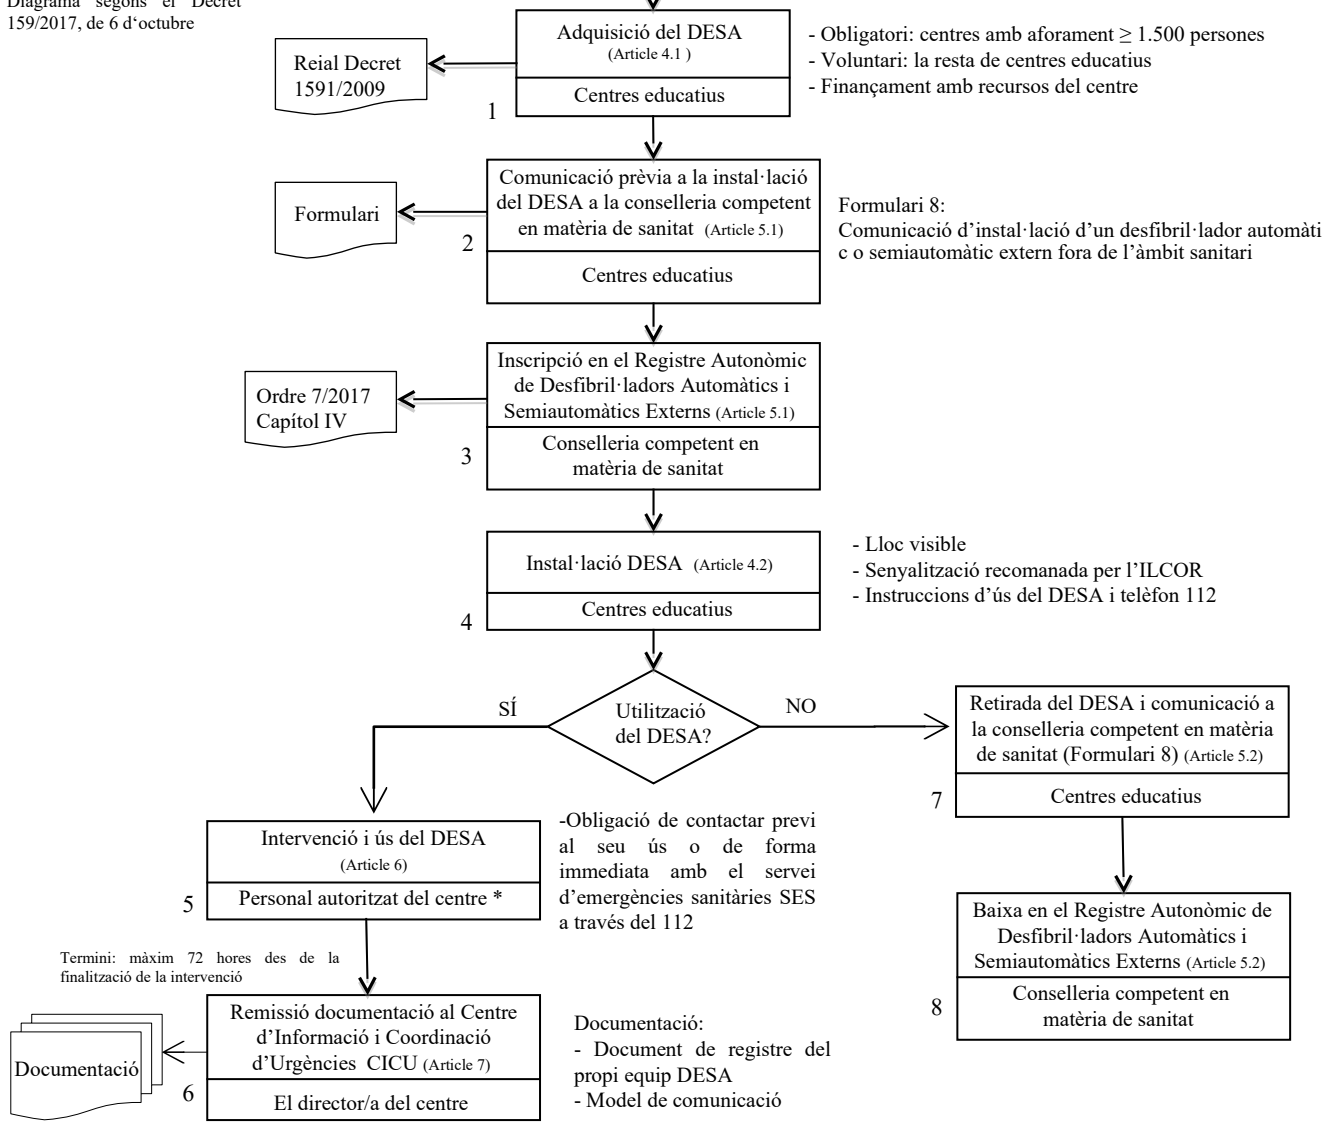 Diagrama segons el Decret
159/2017, de 6 d‘octubre
Adquisició del DESA
(Article 4.1 )
Centres educatius
1
Reial Decret
1591/2009
- Obligatori: centres amb aforament ≥ 1.500 persones
- Voluntari: la resta de centres educatius
- Finançament amb recursos del centre
Comunicació prèvia a la instal·lació
del DESA a la conselleria competent
en matèria de sanitat (Article 5.1)
Centres educatius
2
Formulari
Formulari 8:
Comunicació d’instal·lació d’un desfibril·lador automàti
c o semiautomàtic extern fora de l’àmbit sanitari
Inscripció en el Registre Autonòmic
de Desfibril·ladors Automàtics i
Semiautomàtics Externs (Article 5.1)
Conselleria competent en
matèria de sanitat
3
Ordre 7/2017
Capítol IV
Instal·lació DESA (Article 4.2)
Centres educatius
4
- Lloc visible
- Senyalització recomanada per l’ILCOR
- Instruccions d’ús del DESA i telèfon 112
Utilització
del DESA?
SÍ
NO
Retirada del DESA i comunicació a
la conselleria competent en matèria
de sanitat (Formulari 8) (Article 5.2)
Centres educatius
7
Intervenció i ús del DESA
(Article 6)
Personal autoritzat del centre *
5
-Obligació de contactar previ
al seu ús o de forma
immediata amb el servei
d’emergències sanitàries SES
a través del 112
Baixa en el Registre Autonòmic de
Desfibril·ladors Automàtics i
Semiautomàtics Externs (Article 5.2)
Conselleria competent en
matèria de sanitat
8
Termini: màxim 72 hores des de la
finalització de la intervenció
Remissió documentació al Centre
d’Informació i Coordinació
d’Urgències CICU (Article 7)
El director/a del centre
6
Documentació
Documentació:
- Document de registre del
propi equip DESA
- Model de comunicació